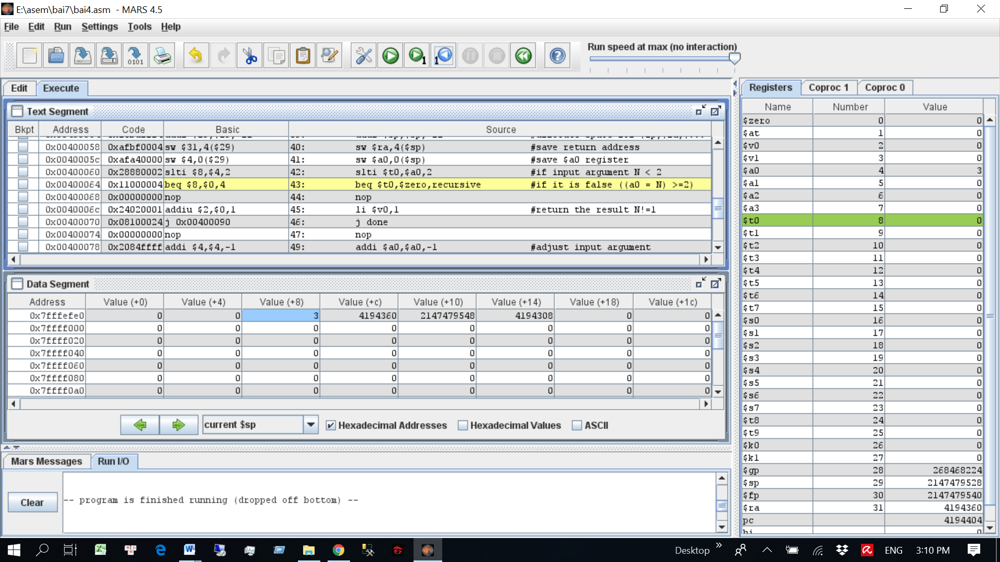 E:\asem\bai7\bai4.asm - MARS 4.5
File Edit Run Settings Tools Help
0101
1
1
Run speed at max (no interaction)
Edit Execute
Registers Coproc 1 Coproc 0
Text Segment
Bkpt Address Code Basic Source
0x00400058 0xafbf0004 sw $31,4($29) 40: sw $ra,4($sp) #save return address
0x0040005c 0xafa40000 sw $4,0($29) 41: sw $a0,0($sp) #save $a0 register
0x00400060 0x28880002 slti $8,$4,2 42: slti $t0,$a0,2 #if input argument N < 2
0x00400064 0x11000004 beq $8,$0,4 43: beq $t0,$zero,recursive #if it is false ((a0 = N) >=2)
0x00400068 0x00000000 nop 44: nop
0x0040006c 0x24020001 addiu $2,$0,1 45: li $v0,1 #return the result N!=1
0x00400070 0x08100024 j 0x00400090 46: j done
0x00400074 0x00000000 nop 47: nop
0x00400078 0x2084ffff addi $4,$4,-1 49: addi $a0,$a0,-1 #adjust input argument
Data Segment
Address Value (+0) Value (+4) Value (+8) Value (+c) Value (+10) Value (+14) Value (+18) Value (+1c)
0x7fffefe0 0 0 3 4194360 2147479548 4194308 0 0
0x7ffff000 0 0 0 0 0 0 0 0
0x7ffff020 0 0 0 0 0 0 0 0
0x7ffff040 0 0 0 0 0 0 0 0
0x7ffff060 0 0 0 0 0 0 0 0
0x7ffff080 0 0 0 0 0 0 0 0
0x7ffff0a0 0 0 0 0 0 0 0 0
current $sp Hexadecimal Addresses Hexadecimal Values ASCII
Mars Messages Run I/O
Clear
-- program is finished running (dropped off bottom) --
Name Number Value
$zero 0 0
$at 1 0
$v0 2 0
$v1 3 0
$a0 4 3
$a1 5 0
$a2 6 0
$a3 7 0
$t0 8 0
$t1 9 0
$t2 10 0
$t3 11 0
$t4 12 0
$t5 13 0
$t6 14 0
$t7 15 0
$s0 16 0
$s1 17 0
$s2 18 0
$s3 19 0
$s4 20 0
$s5 21 0
$s6 22 0
$s7 23 0
$t8 24 0
$t9 25 0
$k0 26 0
$k1 27 0
$gp 28 268468224
$sp 29 2147479528
$fp 30 2147479540
$ra 31 4194360
pc 4194404
hi 0
Desktop ENG 3:10 PM